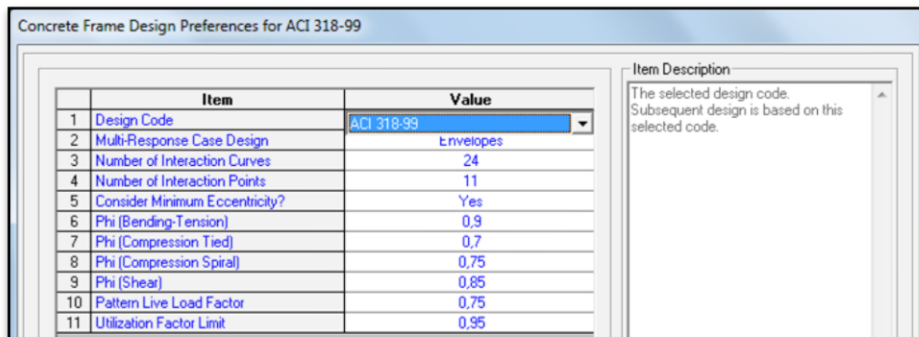 Concrete Frame Design Preferences for ACI 318-99
Item Value
1 Design Code ACI 318-99
2 Multi-Response Case Design Envelopes
3 Number of Interaction Curves 24
4 Number of Interaction Points 11
5 Consider Minimum Eccentricity? Yes
6 Phi (Bending-Tension) 0,9
7 Phi (Compression Tied) 0,7
8 Phi (Compression Spiral) 0,75
9 Phi (Shear) 0,85
10 Pattern Live Load Factor 0,75
11 Utilization Factor Limit 0,95
Item Description
The selected design code.
Subsequent design is based on this
selected code.